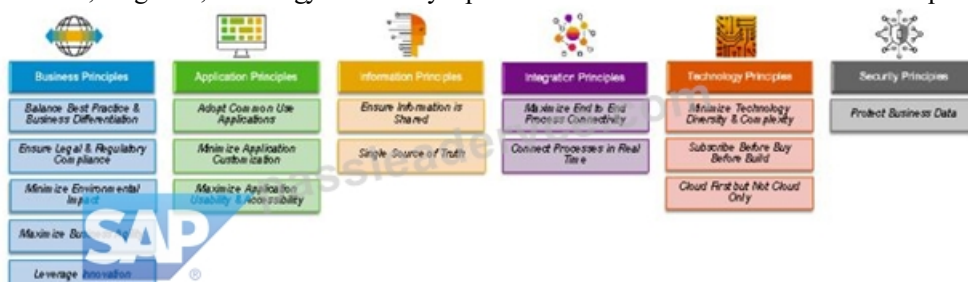 Business Principles
Application Principles
Information Principles
Integration Principles
Technology Principles
Security Principles
Balance Best Practice &
Business Differentiation
Ensure Legal & Regulatory
Compliance
Minimize Environmental
Impact
Maximize Business Agility
Leverage Innovation
Adopt Common Use
Applications
Minimize Application
Customization
Maximize Application
Usability & Accessibility
Ensure Information is
Shared
Single Source of Truth
Maximize End to End
Process Connectivity
Connect Processes in Real
Time
Minimize Technology
Diversity & Complexity
Subscribe Before Buy
Before Build
Cloud First but Not Cloud
Only
Protect Business Data
SAP
®